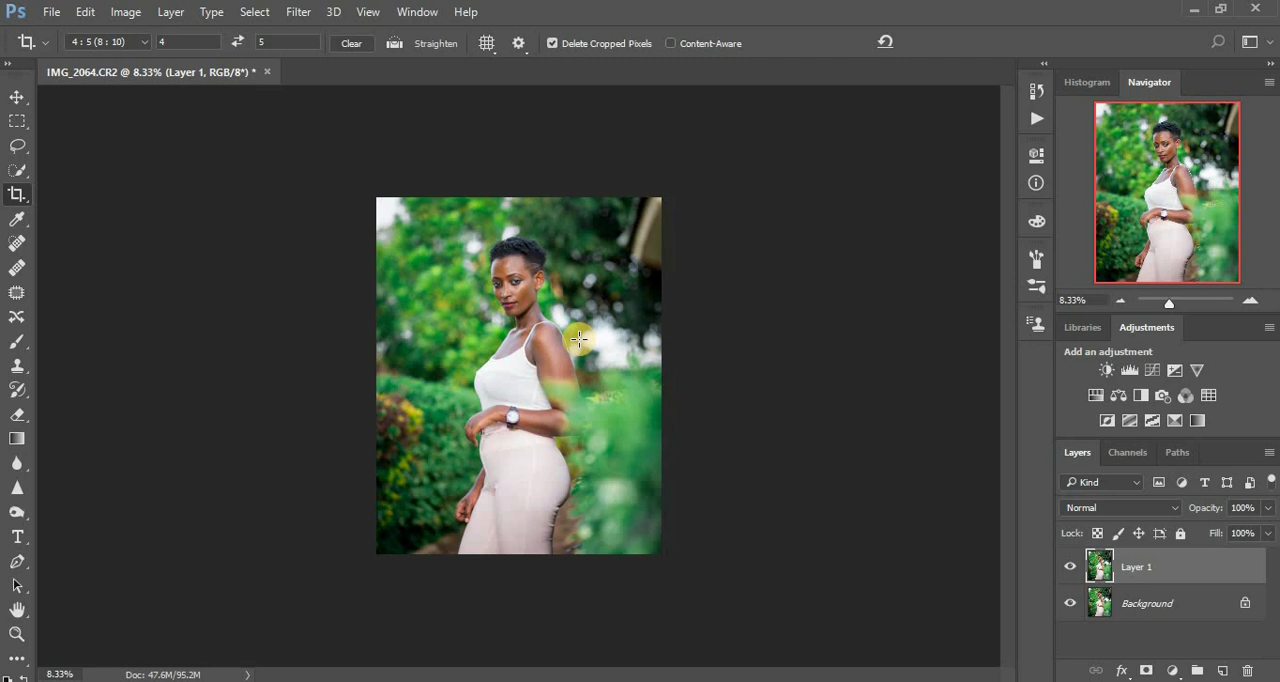 Ps File Edit Image Layer Type Select Filter 3D View Window Help
4 : 5 (8 : 10) 4 5 Clear Straighten Delete Cropped Pixels Content-Aware
IMG_2064.CR2 @ 8.33% (Layer 1, RGB/8*) * ×
Histogram Navigator
8.33%
Libraries Adjustments
Add an adjustment
Layers Channels Paths
Kind
Normal Opacity: 100%
Lock: Fill: 100%
Layer 1
Background
8.33% Doc: 47.6M/95.2M
fx